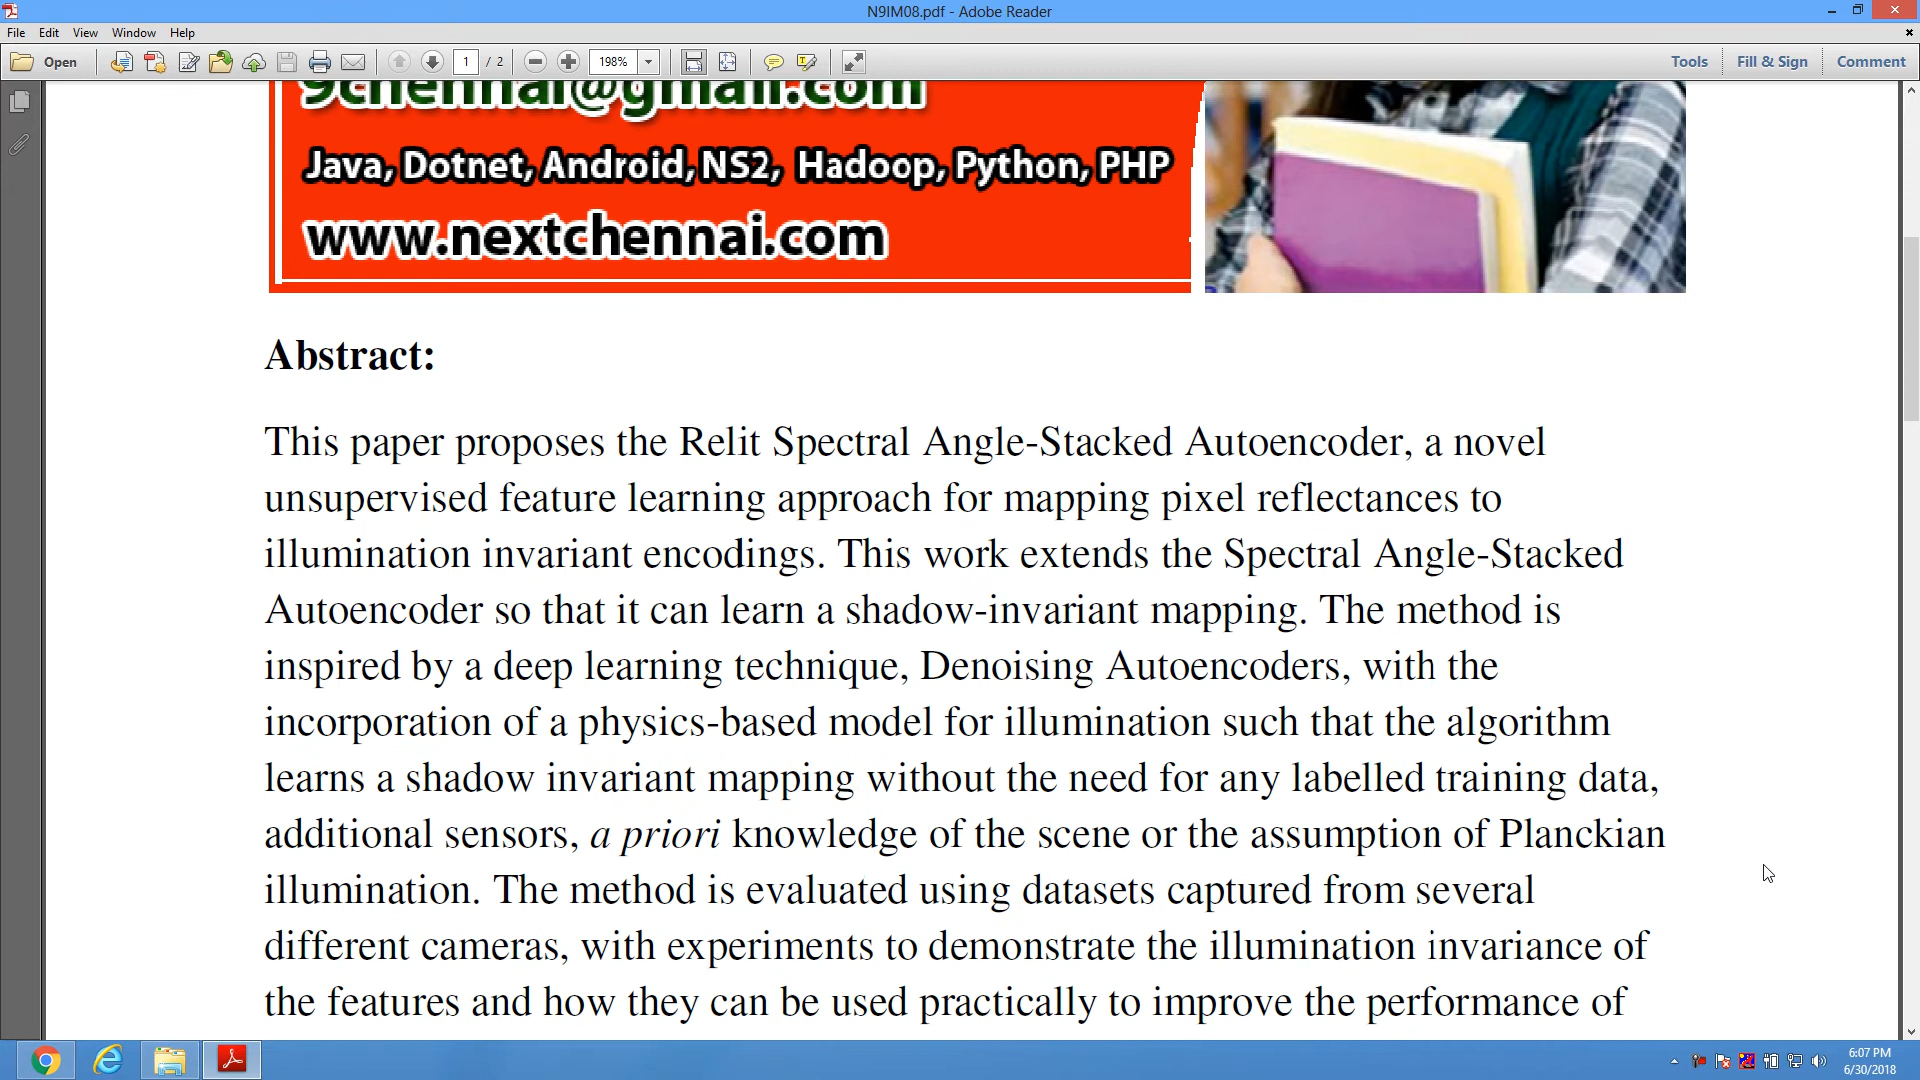 N9IM08.pdf - Adobe Reader
File Edit View Window Help
Open 1 / 2 198% Tools Fill & Sign Comment
9chennai@gmail.com
Java, Dotnet, Android, NS2, Hadoop, Python, PHP
www.nextchennai.com
Abstract:
This paper proposes the Relit Spectral Angle-Stacked Autoencoder, a novel
unsupervised feature learning approach for mapping pixel reflectances to
illumination invariant encodings. This work extends the Spectral Angle-Stacked
Autoencoder so that it can learn a shadow-invariant mapping. The method is
inspired by a deep learning technique, Denoising Autoencoders, with the
incorporation of a physics-based model for illumination such that the algorithm
learns a shadow invariant mapping without the need for any labelled training data,
additional sensors, a priori knowledge of the scene or the assumption of Planckian
illumination. The method is evaluated using datasets captured from several
different cameras, with experiments to demonstrate the illumination invariance of
the features and how they can be used practically to improve the performance of
6:07 PM
6/30/2018